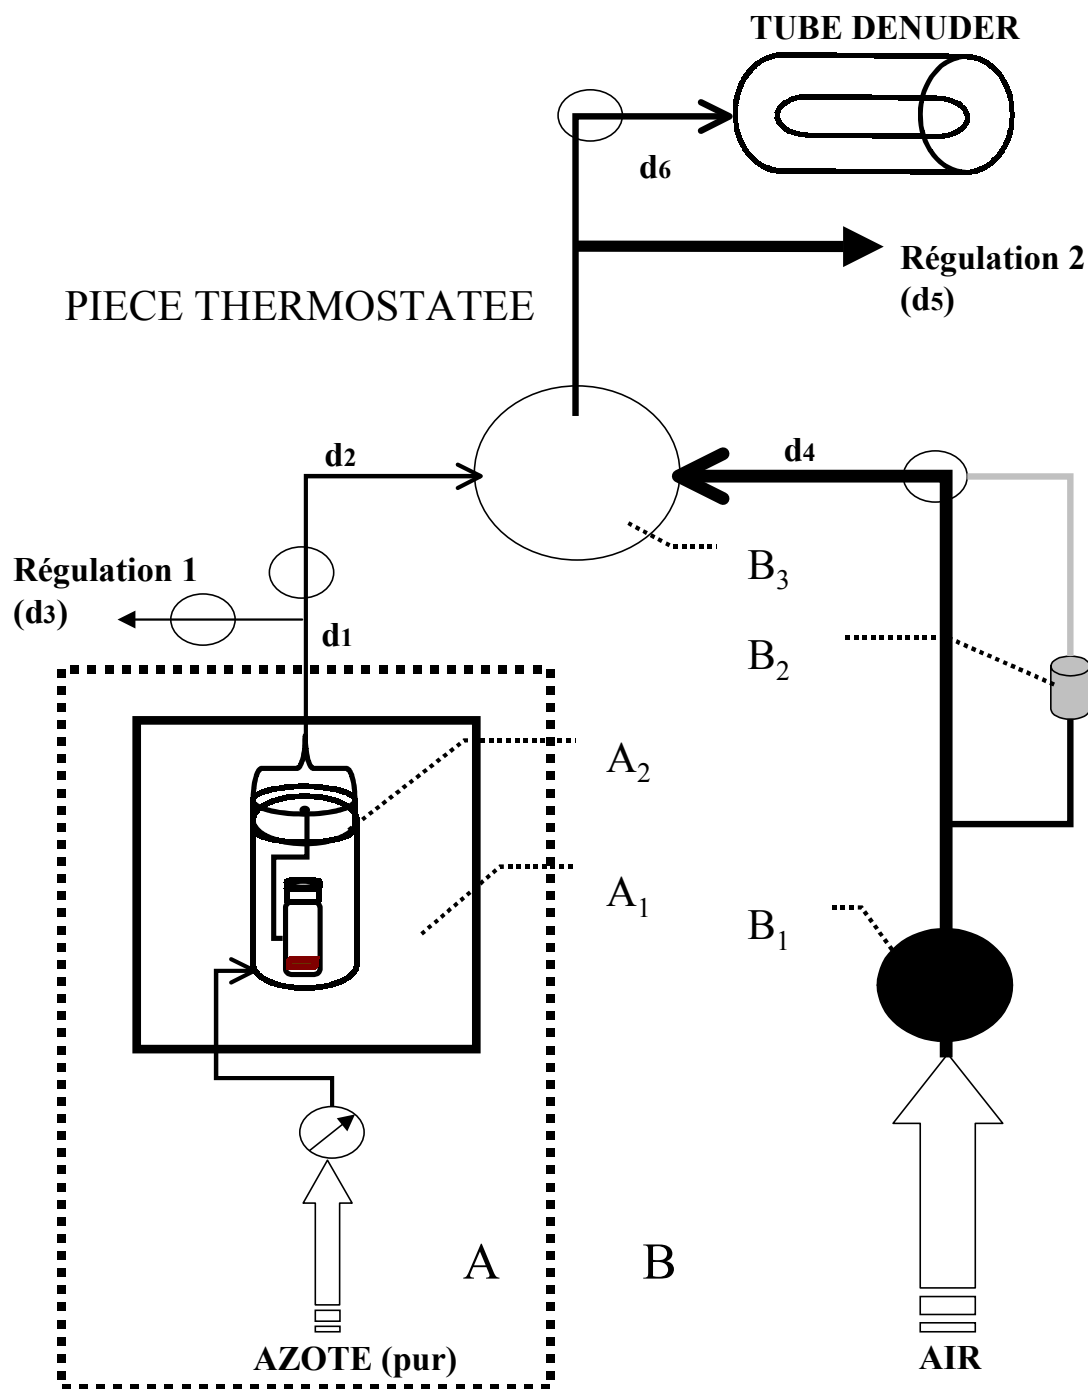 TUBE DENUDER
d6
Régulation 2
(d5)
PIECE THERMOSTATEE
d2
d4
B3
Régulation 1
(d3)
d1
B2
A2
A1
B1
A
B
AZOTE (pur)
AIR